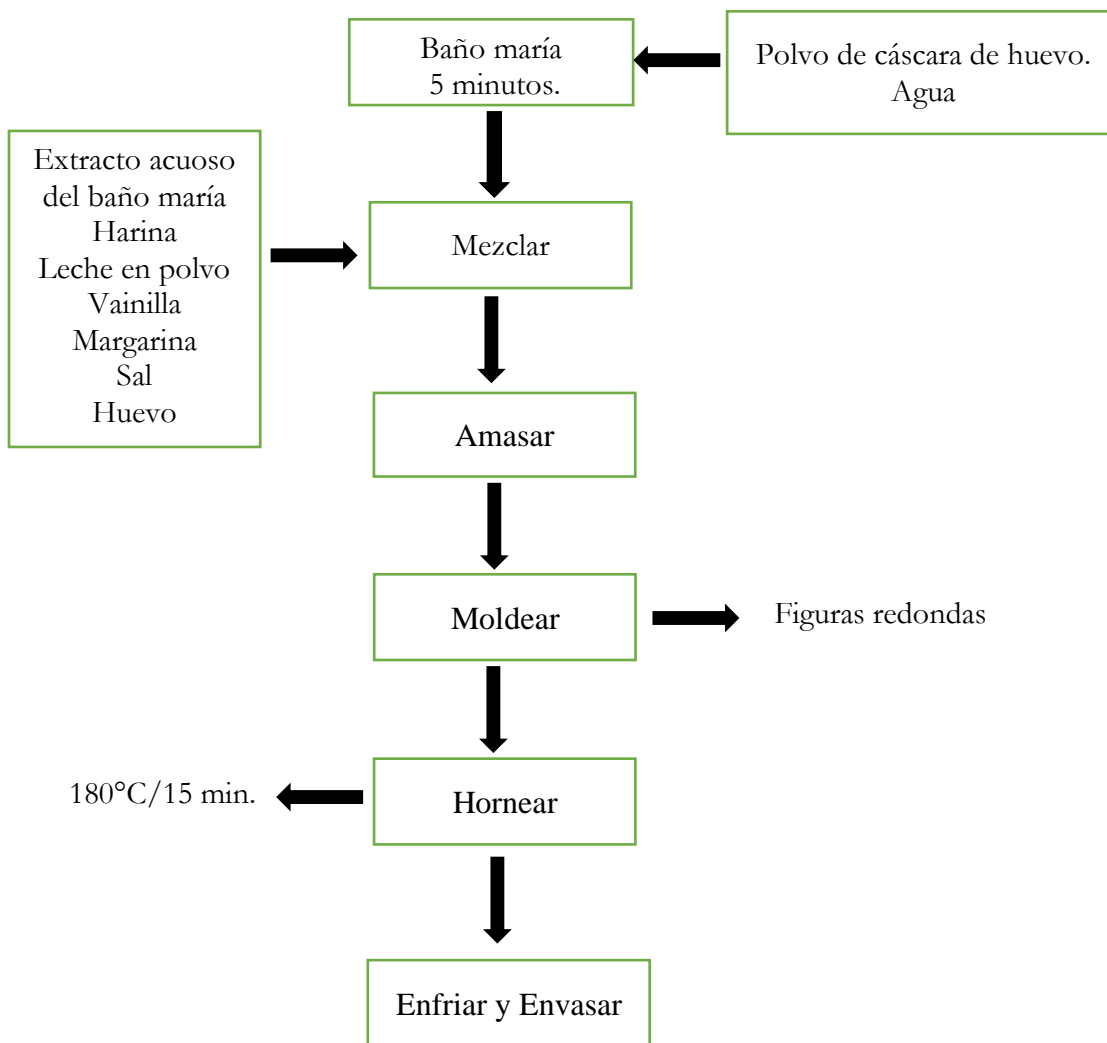 Baño maría
5 minutos.
Polvo de cáscara de huevo.
Agua
Extracto acuoso
del baño maría
Harina
Leche en polvo
Vainilla
Margarina
Sal
Huevo
Mezclar
Amasar
Moldear
Figuras redondas
180°C/15 min.
Hornear
Enfriar y Envasar